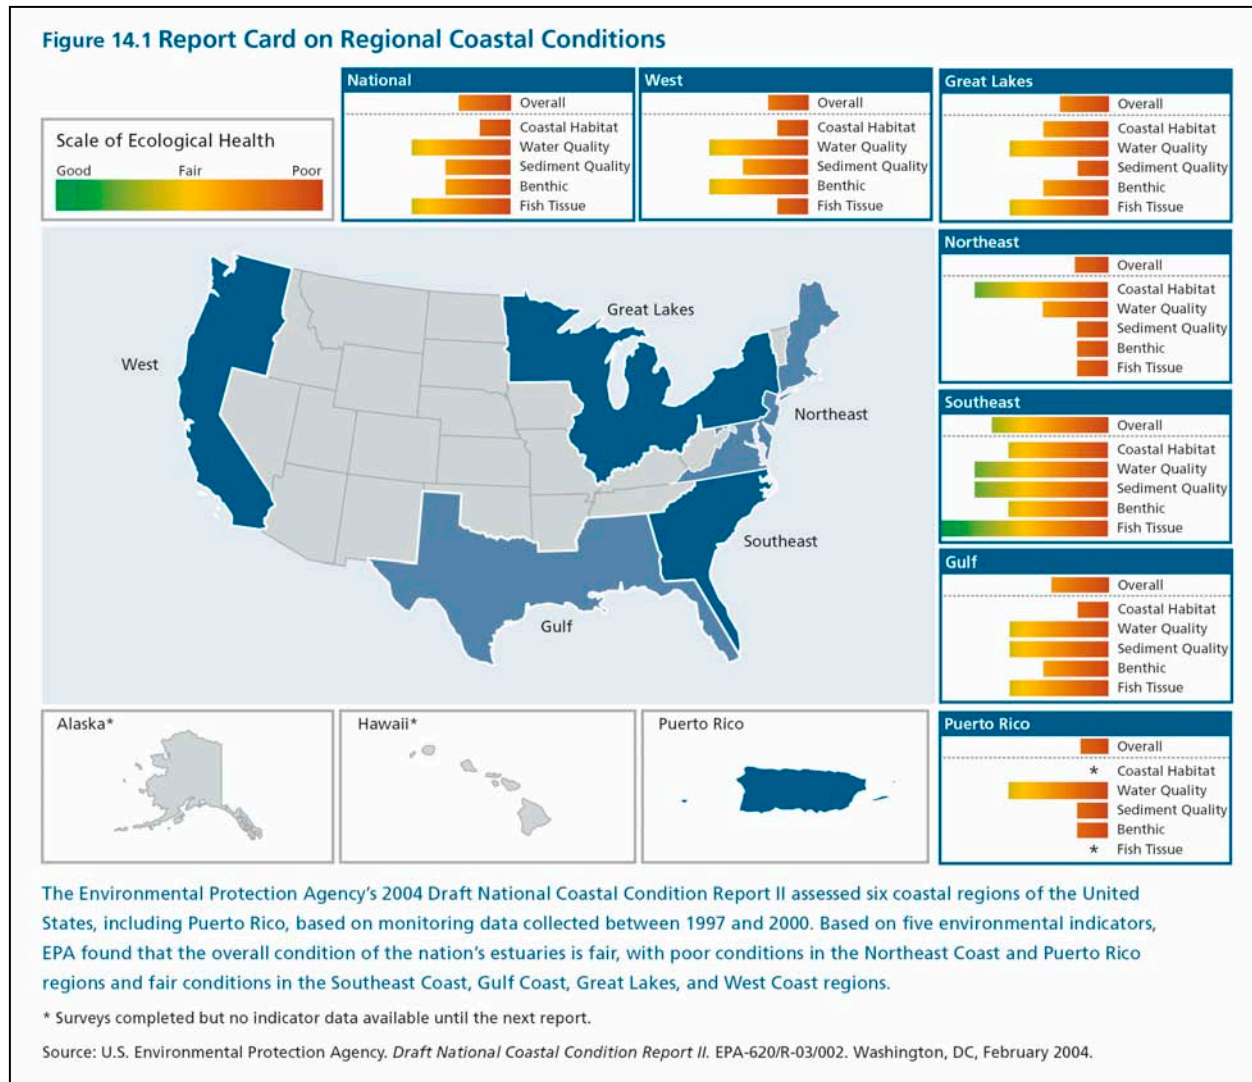 Figure 14.1 Report Card on Regional Coastal Conditions
Scale of Ecological Health
Good Fair Poor
National
Overall
Coastal Habitat
Water Quality
Sediment Quality
Benthic
Fish Tissue
West
Overall
Coastal Habitat
Water Quality
Sediment Quality
Benthic
Fish Tissue
Great Lakes
Overall
Coastal Habitat
Water Quality
Sediment Quality
Benthic
Fish Tissue
Northeast
Overall
Coastal Habitat
Water Quality
Sediment Quality
Benthic
Fish Tissue
Southeast
Overall
Coastal Habitat
Water Quality
Sediment Quality
Benthic
Fish Tissue
Gulf
Overall
Coastal Habitat
Water Quality
Sediment Quality
Benthic
Fish Tissue
West
Great Lakes
Northeast
Southeast
Gulf
Alaska*
Hawaii*
Puerto Rico
Puerto Rico
Overall
* Coastal Habitat
Water Quality
Sediment Quality
Benthic
* Fish Tissue
The Environmental Protection Agency's 2004 Draft National Coastal Condition Report II assessed six coastal regions of the United
States, including Puerto Rico, based on monitoring data collected between 1997 and 2000. Based on five environmental indicators,
EPA found that the overall condition of the nation's estuaries is fair, with poor conditions in the Northeast Coast and Puerto Rico
regions and fair conditions in the Southeast Coast, Gulf Coast, Great Lakes, and West Coast regions.
* Surveys completed but no indicator data available until the next report.
Source: U.S. Environmental Protection Agency. Draft National Coastal Condition Report II. EPA-620/R-03/002. Washington, DC, February 2004.